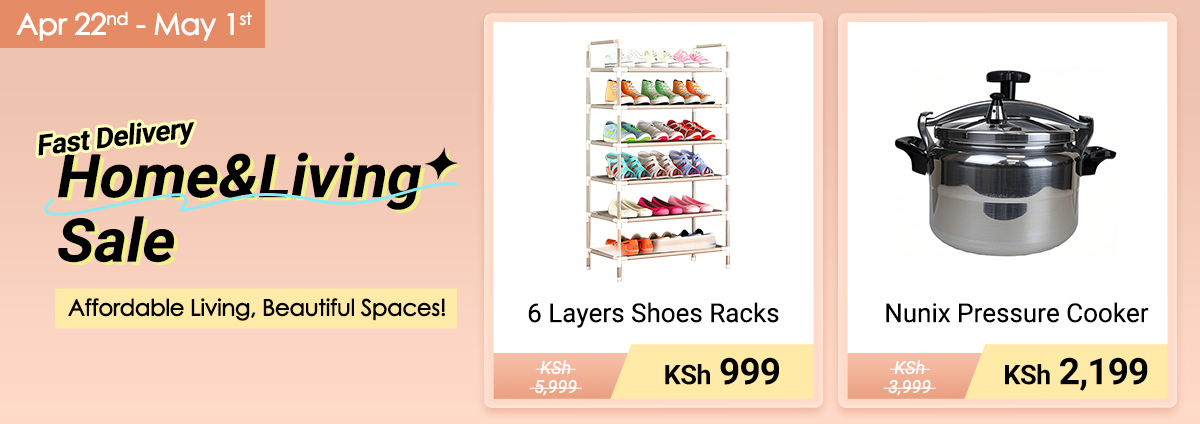 Apr 22nd - May 1st
Fast Delivery
Home&Living
Sale
Affordable Living, Beautiful Spaces!
6 Layers Shoes Racks
KSh
5,999
KSh 999
Nunix Pressure Cooker
KSh
3,999
KSh 2,199